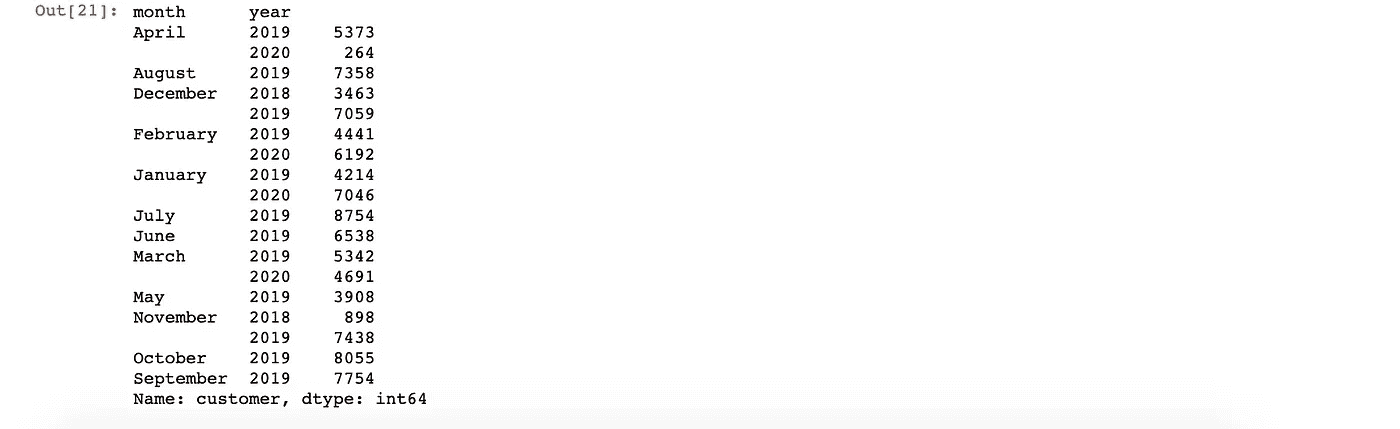 Out[21]: month year
April 2019 5373
2020 264
August 2019 7358
December 2018 3463
2019 7059
February 2019 4441
2020 6192
January 2019 4214
2020 7046
July 2019 8754
June 2019 6538
March 2019 5342
2020 4691
May 2019 3908
November 2018 898
2019 7438
October 2019 8055
September 2019 7754
Name: customer, dtype: int64